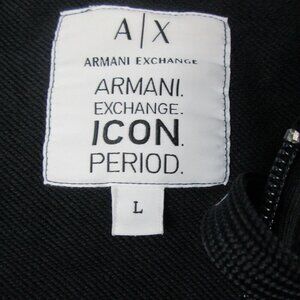 A|X
ARMANI EXCHANGE
ARMANI.
EXCHANGE.
ICON.
PERIOD.
L